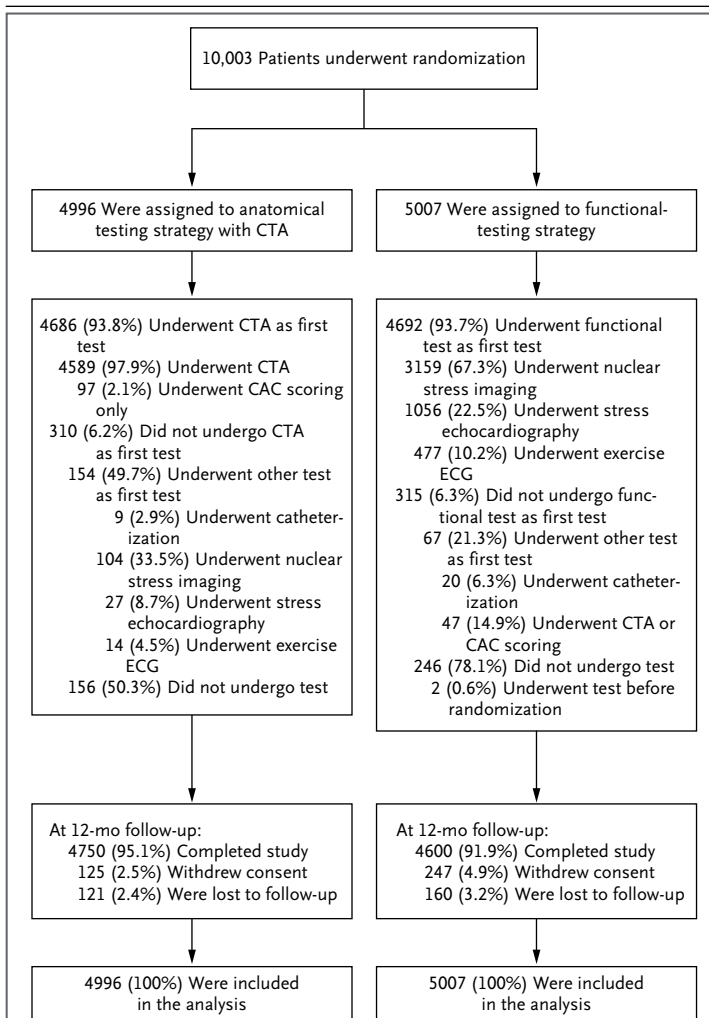 10,003 Patients underwent randomization
4996 Were assigned to anatomical
testing strategy with CTA
5007 Were assigned to functional-
testing strategy
4686 (93.8%) Underwent CTA as first
test
4589 (97.9%) Underwent CTA
97 (2.1%) Underwent CAC scoring
only
310 (6.2%) Did not undergo CTA
as first test
154 (49.7%) Underwent other test
as first test
9 (2.9%) Underwent catheter-
ization
104 (33.5%) Underwent nuclear
stress imaging
27 (8.7%) Underwent stress
echocardiography
14 (4.5%) Underwent exercise
ECG
156 (50.3%) Did not undergo test
4692 (93.7%) Underwent functional
test as first test
3159 (67.3%) Underwent nuclear
stress imaging
1056 (22.5%) Underwent stress
echocardiography
477 (10.2%) Underwent exercise
ECG
315 (6.3%) Did not undergo func-
tional test as first test
67 (21.3%) Underwent other test
as first test
20 (6.3%) Underwent catheter-
ization
47 (14.9%) Underwent CTA or
CAC scoring
246 (78.1%) Did not undergo test
2 (0.6%) Underwent test before
randomization
At 12-mo follow-up:
4750 (95.1%) Completed study
125 (2.5%) Withdrew consent
121 (2.4%) Were lost to follow-up
At 12-mo follow-up:
4600 (91.9%) Completed study
247 (4.9%) Withdrew consent
160 (3.2%) Were lost to follow-up
4996 (100%) Were included
in the analysis
5007 (100%) Were included
in the analysis